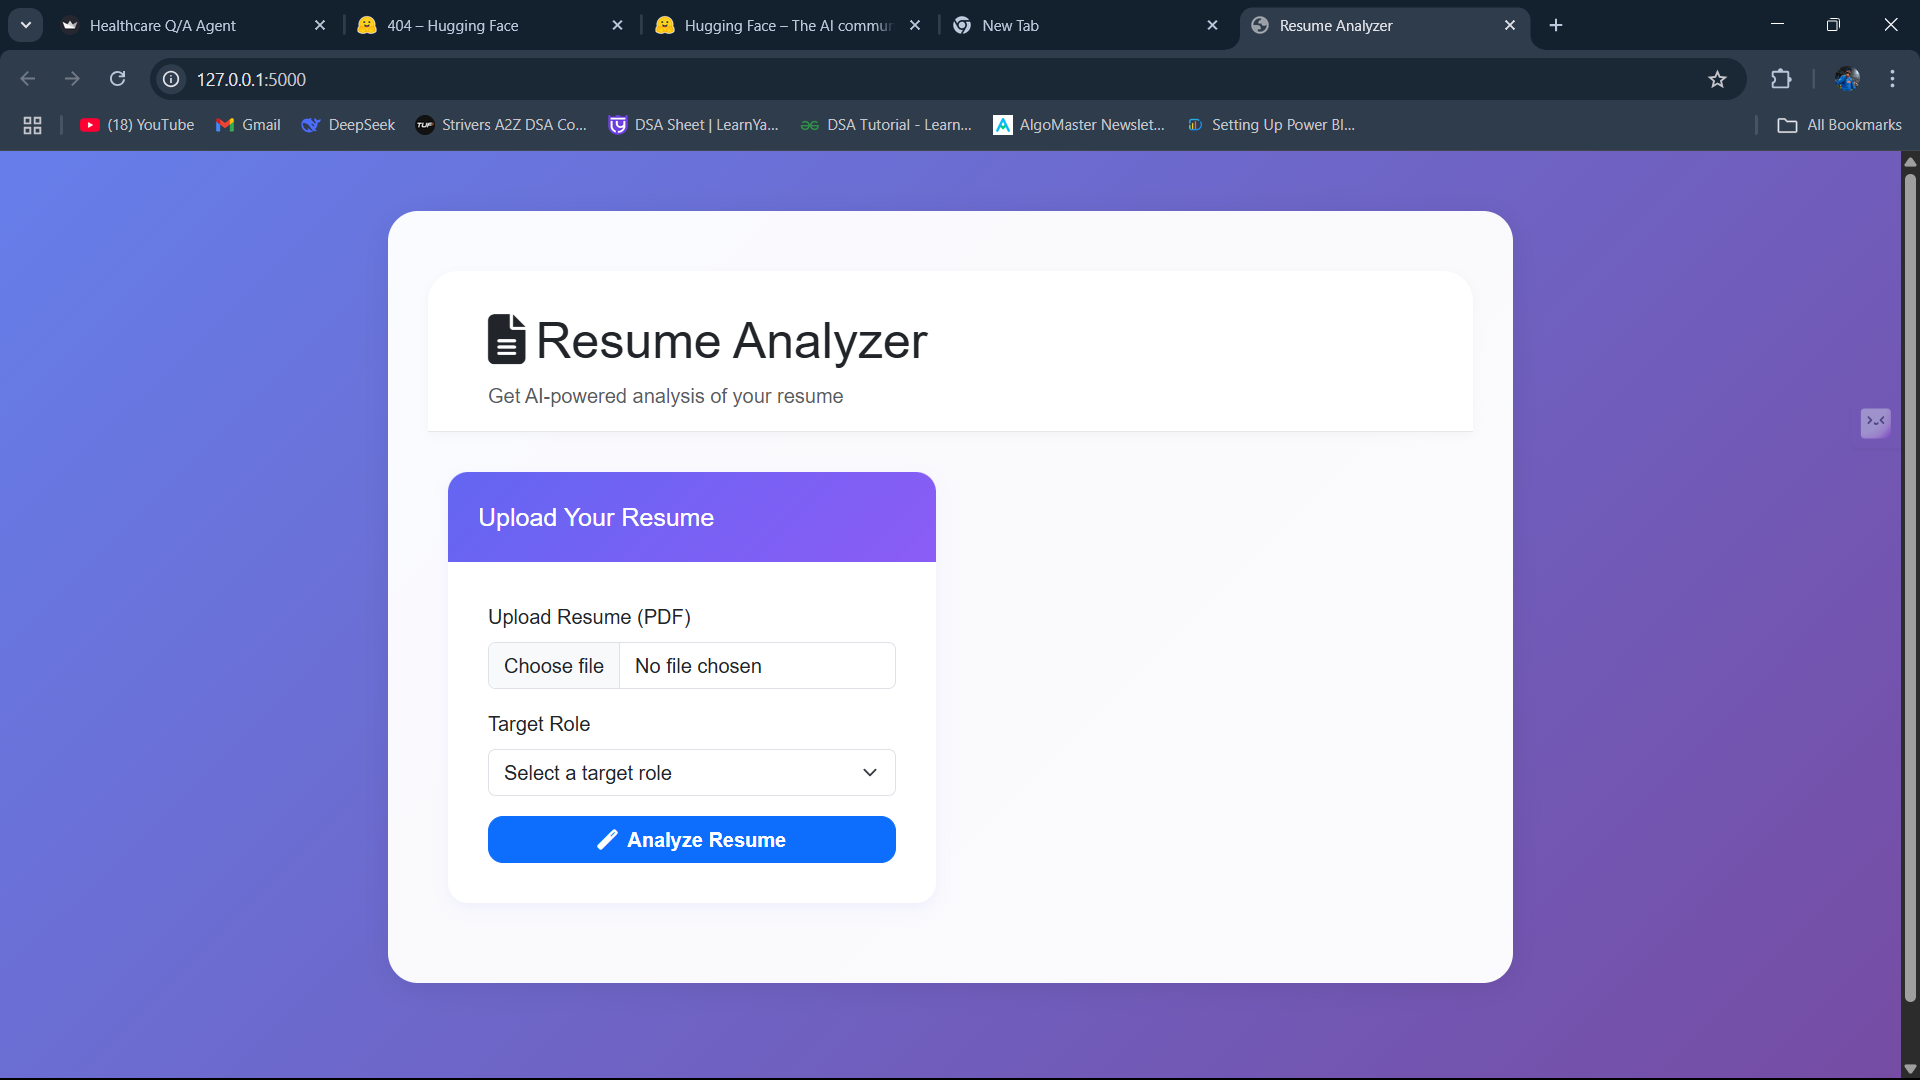 Healthcare Q/A Agent
404 – Hugging Face
Hugging Face – The AI commun
New Tab
Resume Analyzer
127.0.0.1:5000
(18) YouTube
Gmail
DeepSeek
TUF
Strivers A2Z DSA Co...
DSA Sheet | LearnYa...
DSA Tutorial - Learn...
AlgoMaster Newslet...
Setting Up Power BI...
All Bookmarks
Resume Analyzer
Get AI-powered analysis of your resume
Upload Your Resume
Upload Resume (PDF)
Choose file No file chosen
Target Role
Select a target role
Analyze Resume